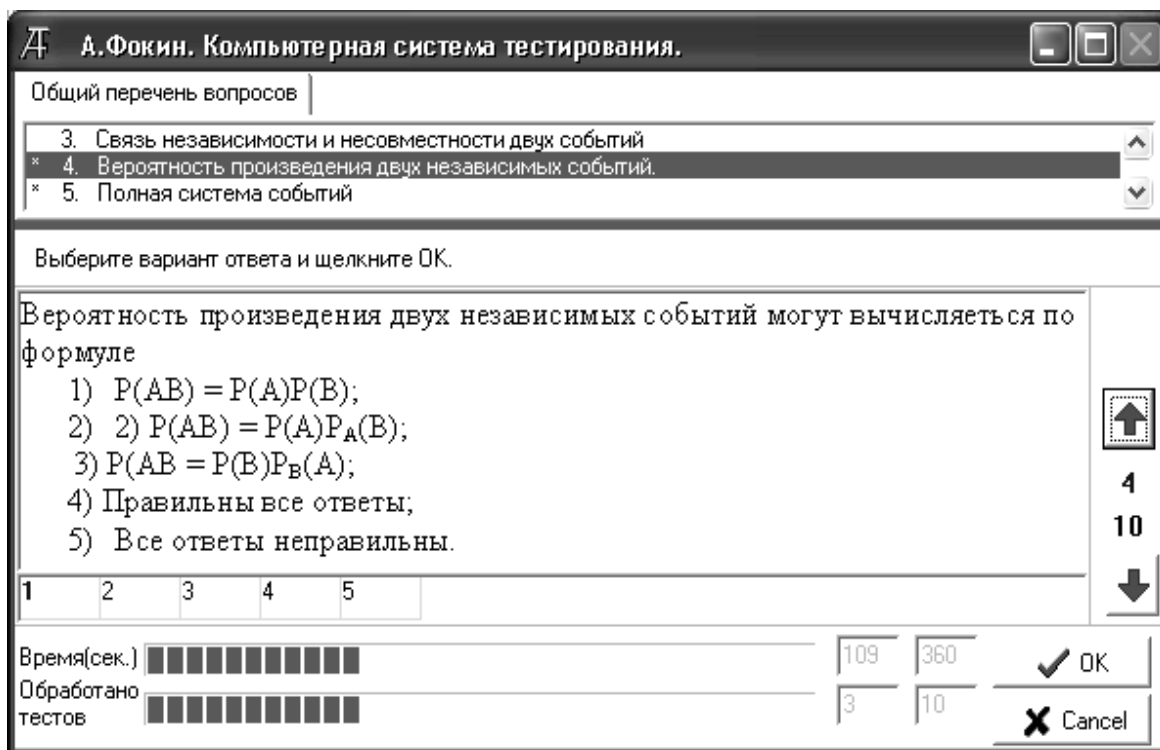 А.Фокин. Компьютерная система тестирования.
Общий перечень вопросов
3. Связь независимости и несовместности двух событий
* 4. Вероятность произведения двух независимых событий.
* 5. Полная система событий
Выберите вариант ответа и щелкните ОК.
Вероятность произведения двух независимых событий могут вычисляеться по
формуле
1) P(AB) = P(A)P(B);
2) 2) P(AB) = P(A)PA(B);
3) P(AB = P(B)PB(A);
4) Правильны все ответы;
5) Все ответы неправильны.
4
10
1 2 3 4 5
Время(сек.) 109 360 OK
Обработано
тестов 3 10 Cancel